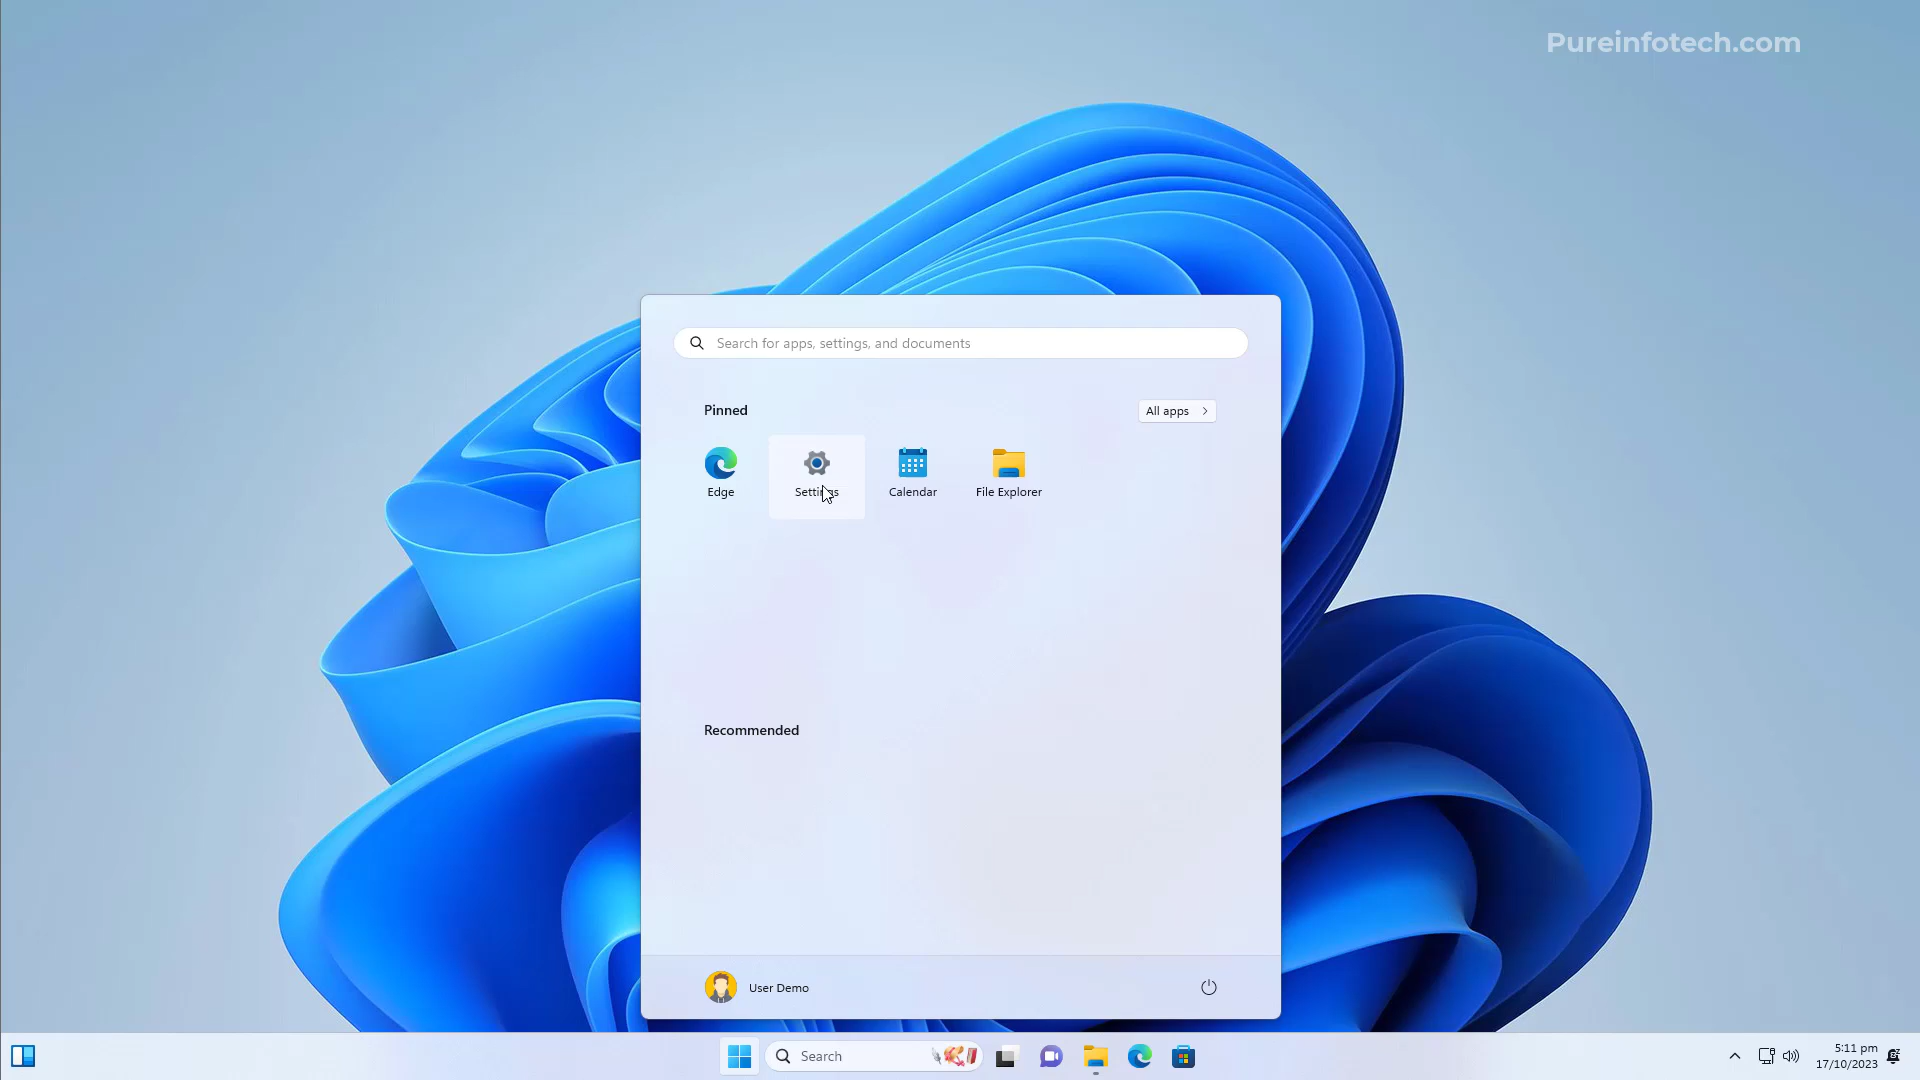 Pureinfotech.com
Search for apps, settings, and documents
Pinned
All apps
Edge
Settings
Calendar
File Explorer
Recommended
User Demo
Search
5:11 pm
17/10/2023